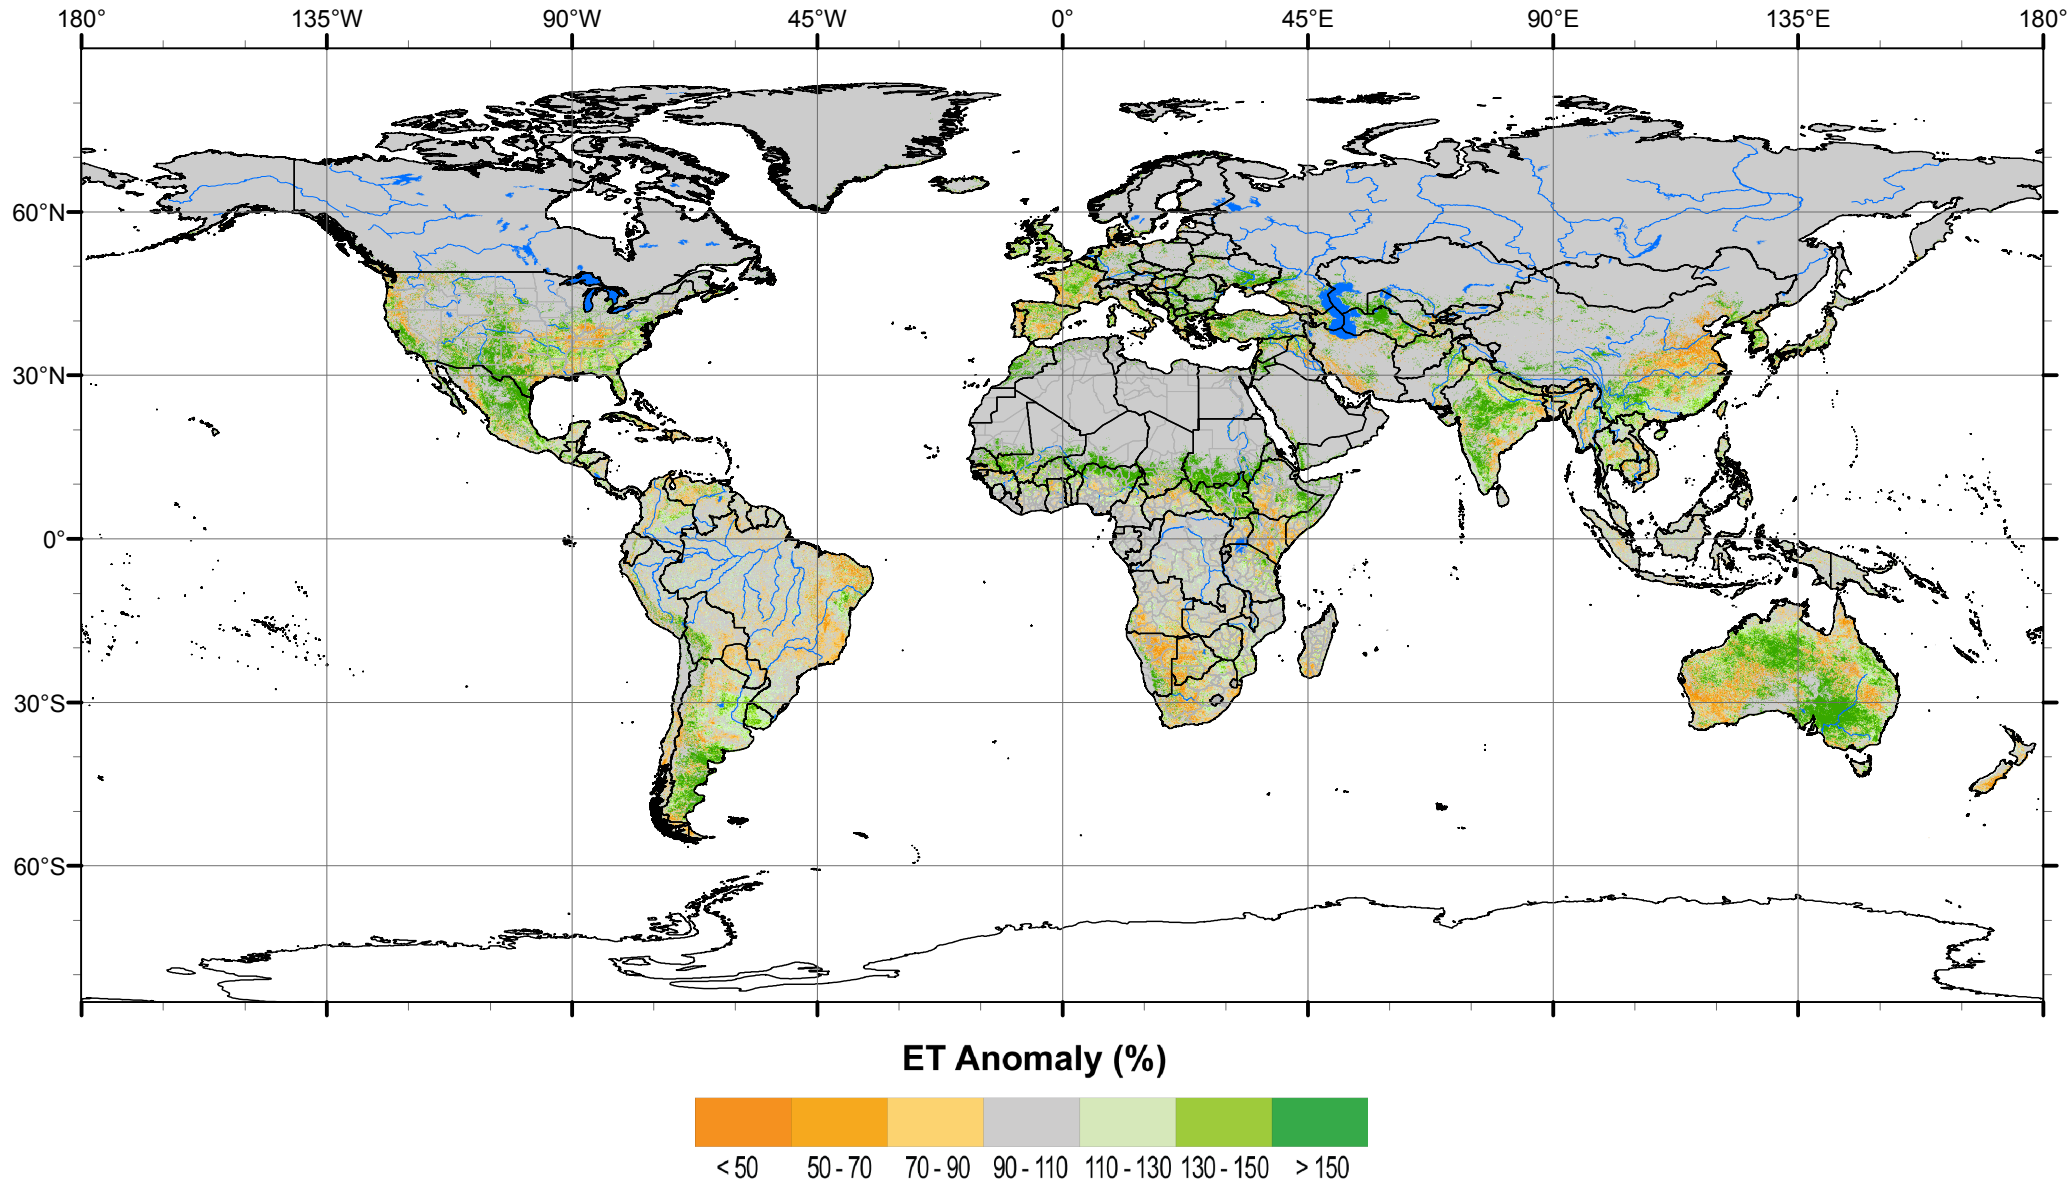 180° 135°W 90°W 45°W 0° 45°E 90°E 135°E 180°
60°N
30°N
0°
30°S
60°S
ET Anomaly (%)
< 50 50 - 70 70 - 90 90 - 110 110 - 130 130 - 150 > 150